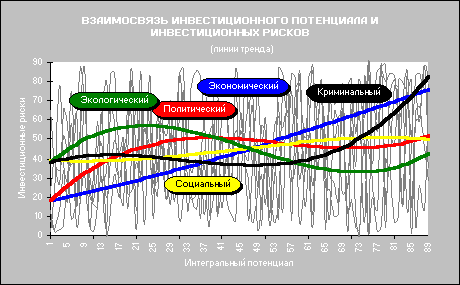 ВЗАИМОСВЯЗЬ ИНВЕСТИЦИОННОГО ПОТЕНЦИАЛА И
ИНВЕСТИЦИОННЫХ РИСКОВ
(линии тренда)
Инвестиционные риски
90
80
70
60
50
40
30
20
10
0
Экономический
Криминальный
Экологический
Политический
Социальный
1 5 9 13 17 21 25 29 33 37 41 45 49 53 57 61 65 69 73 77 81 85 89
Интегральный потенциал